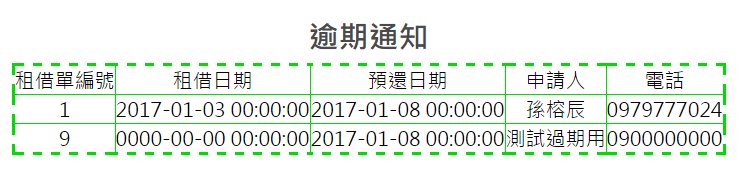 逾期通知
租借單編號 租借日期 預還日期 申請人 電話
1 2017-01-03 00:00:00 2017-01-08 00:00:00 孫榕辰 0979777024
9 0000-00-00 00:00:00 2017-01-08 00:00:00 測試過期用 0900000000